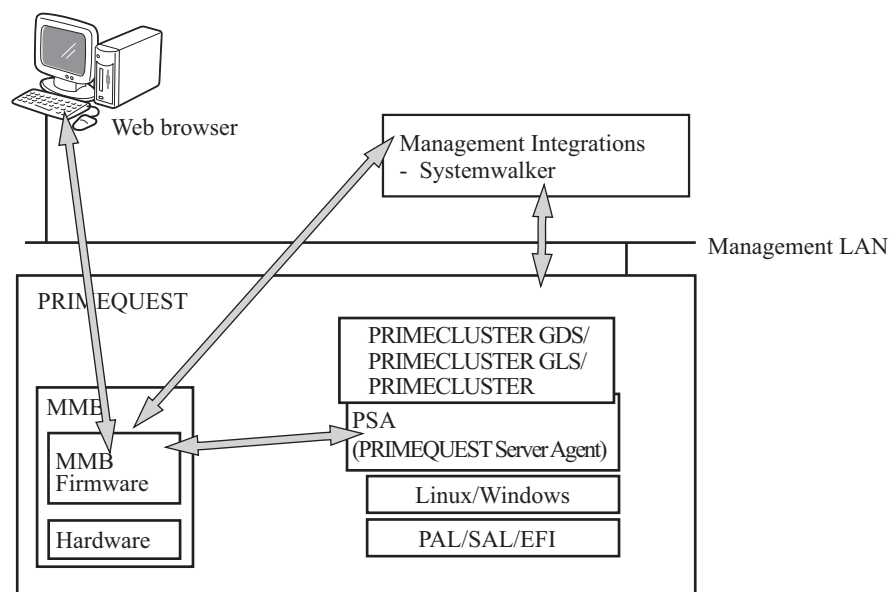 Web browser
Management Integrations
- Systemwalker
Management LAN
PRIMEQUEST
PRIMECLUSTER GDS/
PRIMECLUSTER GLS/
PRIMECLUSTER
MMB
PSA
(PRIMEQUEST Server Agent)
MMB
Firmware
Linux/Windows
Hardware
PAL/SAL/EFI